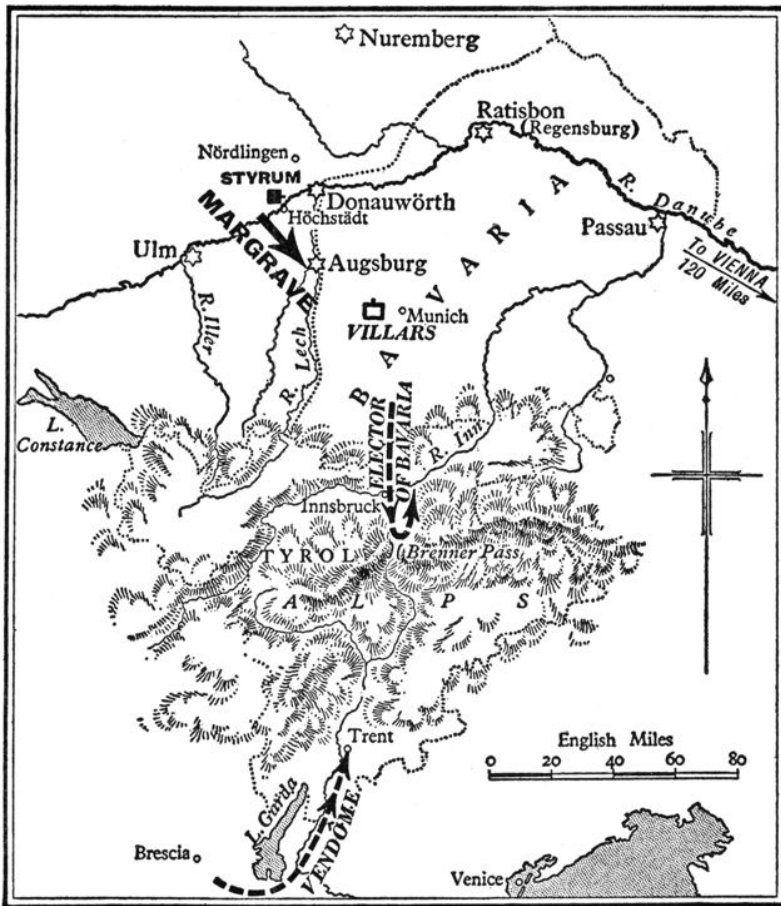 Nuremberg
Ratisbon
(Regensburg)
Nördlingen
STYRUM
Donauwörth
Höchstädt
MARGRAVE
R. Danube
Passau
Ulm
Augsburg
To VIENNA
120 Miles
BAVARIA
Munich
VILLARS
R. Iller
R. Lech
L.
Constance
ELECTOR
OF BAVARIA
R. Inn
Innsbruck
TYROL
Brenner Pass
ALPS
Trent
English Miles
0 20 40 60 80
L. Garda
VENDÔME
Brescia
Venice